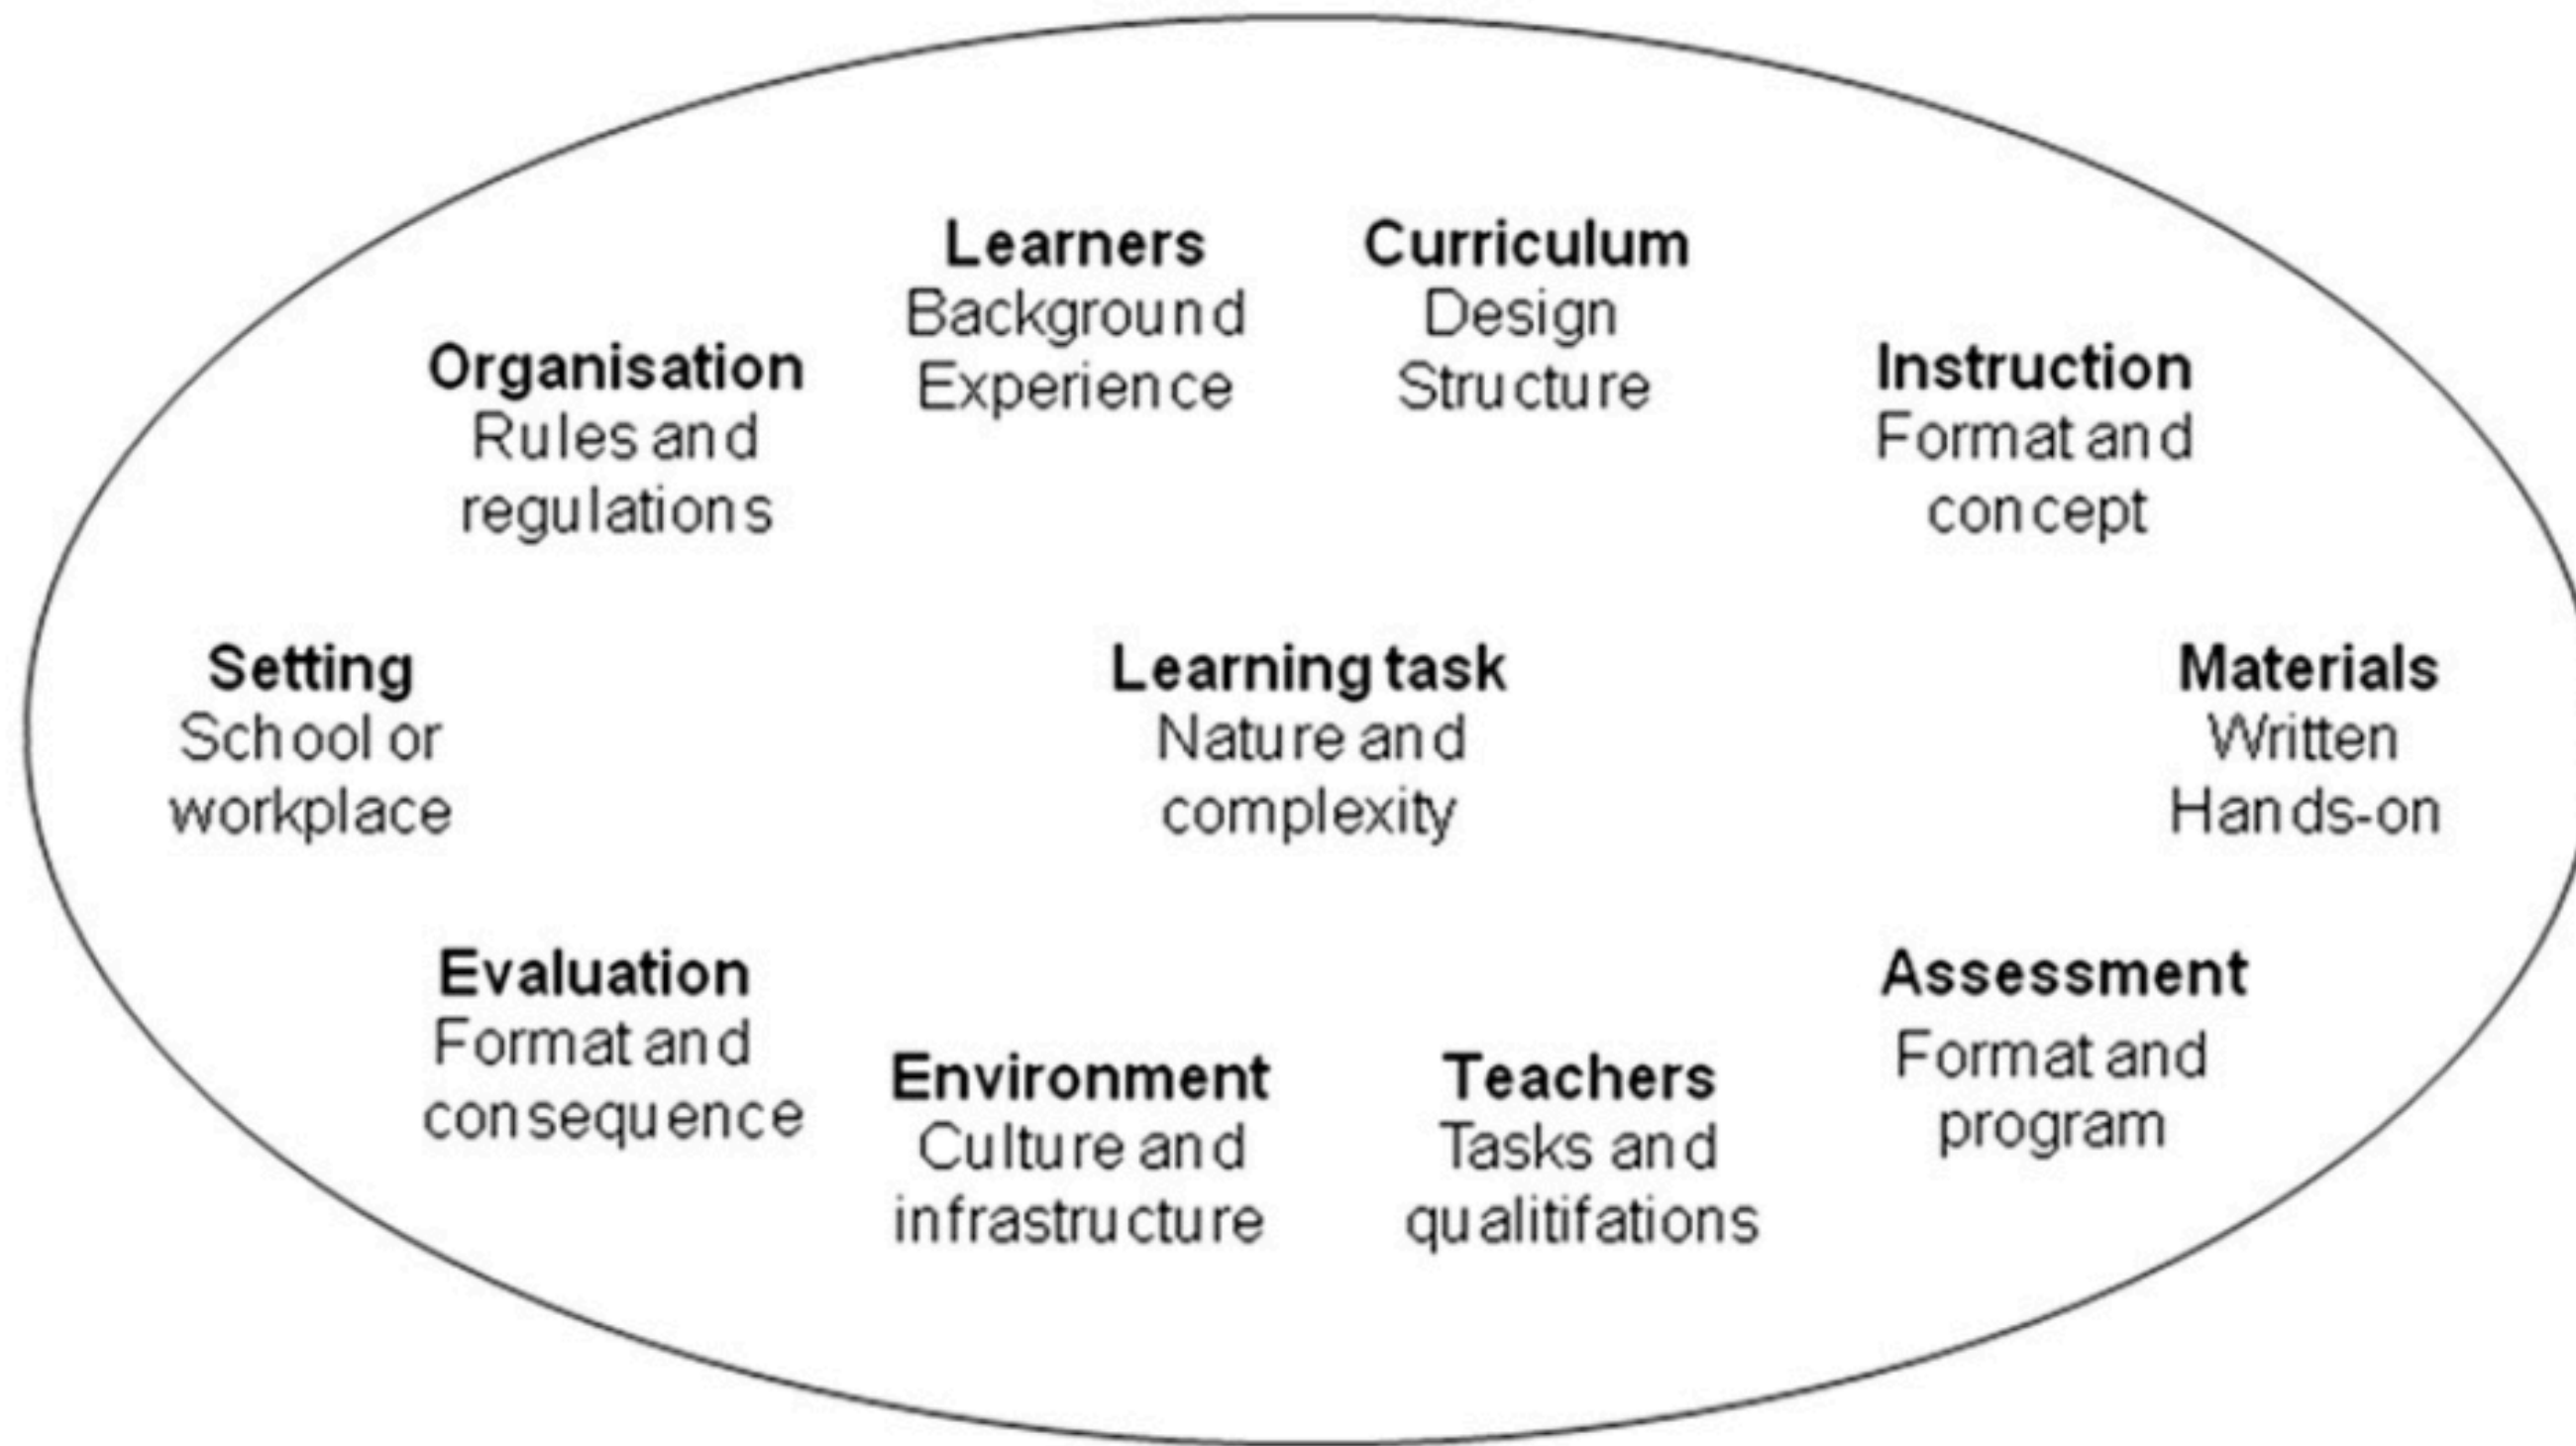 Learners
Background
Experience
Curriculum
Design
Structure
Organisation
Rules and
regulations
Instruction
Format and
concept
Setting
School or
workplace
Learning task
Nature and
complexity
Materials
Written
Hands-on
Evaluation
Format and
consequence
Environment
Culture and
infrastructure
Teachers
Tasks and
qualitifations
Assessment
Format and
program